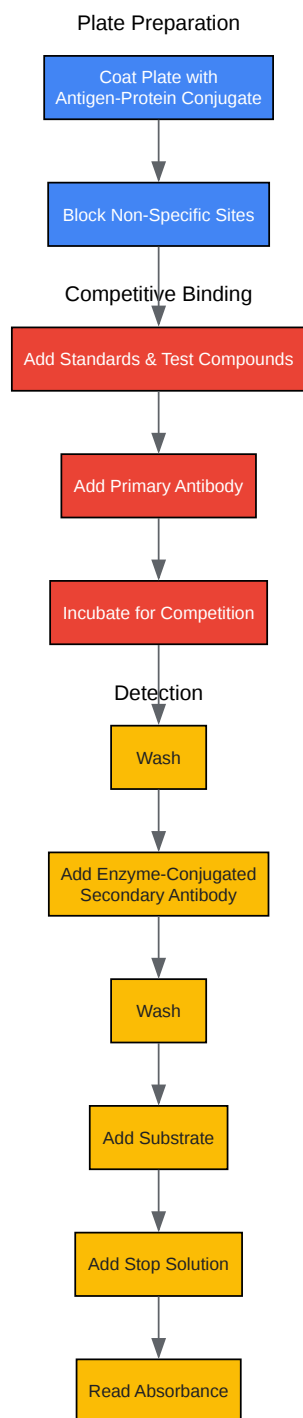 Plate Preparation
Coat Plate with
Antigen-Protein Conjugate
Block Non-Specific Sites
Competitive Binding
Add Standards & Test Compounds
Add Primary Antibody
Incubate for Competition
Detection
Wash
Add Enzyme-Conjugated
Secondary Antibody
Wash
Add Substrate
Add Stop Solution
Read Absorbance